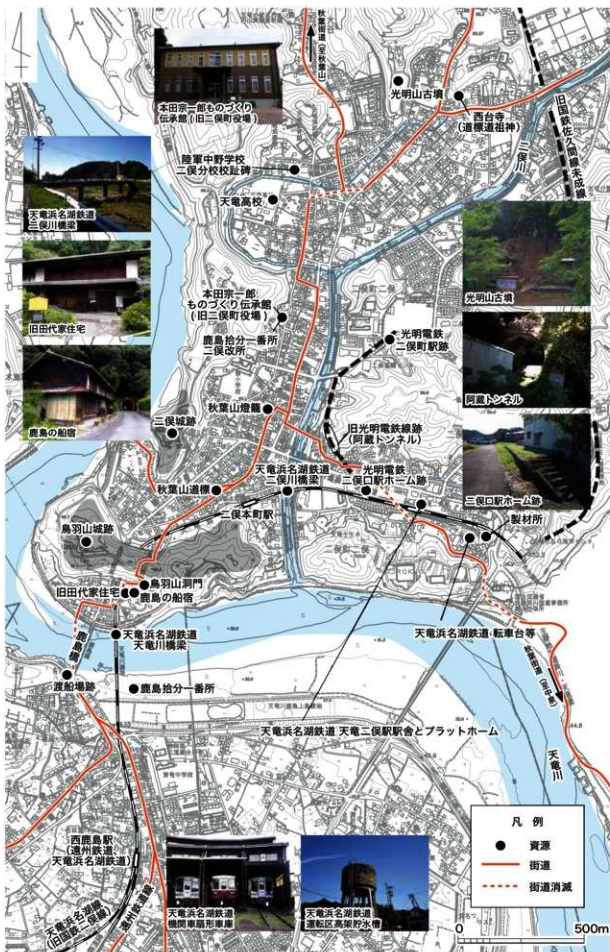 秋葉街道(至秋葉山)
本田宗一郎ものづくり
伝承館(旧二俣町役場)
光明山古墳
西台寺
(道標道祖神)
旧国鉄佐久間線未成線
二俣川
陸軍中野学校
二俣分校校趾碑
天竜高校
天竜浜名湖鉄道
二俣川橋梁
光明山古墳
旧田代家住宅
本田宗一郎
ものづくり伝承館
(旧二俣町役場)
鹿島拾分一番所
二俣改所
光明電鉄
二俣町駅跡
阿蔵トンネル
鹿島の船宿
秋葉山燈籠
二俣城跡
旧光明電鉄線跡
(阿蔵トンネル)
天竜浜名湖鉄道
二俣川橋梁
光明電鉄
二俣口駅ホーム跡
二俣口駅ホーム跡
秋葉山道標
二俣本町駅
製材所
鳥羽山城跡
鳥羽山洞門
旧田代家住宅
鹿島の船宿
天竜浜名湖鉄道
天竜川橋梁
天竜浜名湖鉄道 転車台等
鹿島橋
渡船場跡
鹿島拾分一番所
天竜浜名湖鉄道 天竜二俣駅駅舎とプラットホーム
天竜川
西鹿島駅
(遠州鉄道、
天竜浜名湖鉄道)
天竜浜名湖鉄道
機関車扇形車庫
天竜浜名湖鉄道
運転区高架貯水槽
遠州鉄道線
凡 例
資源
街道
街道消滅
0
500m